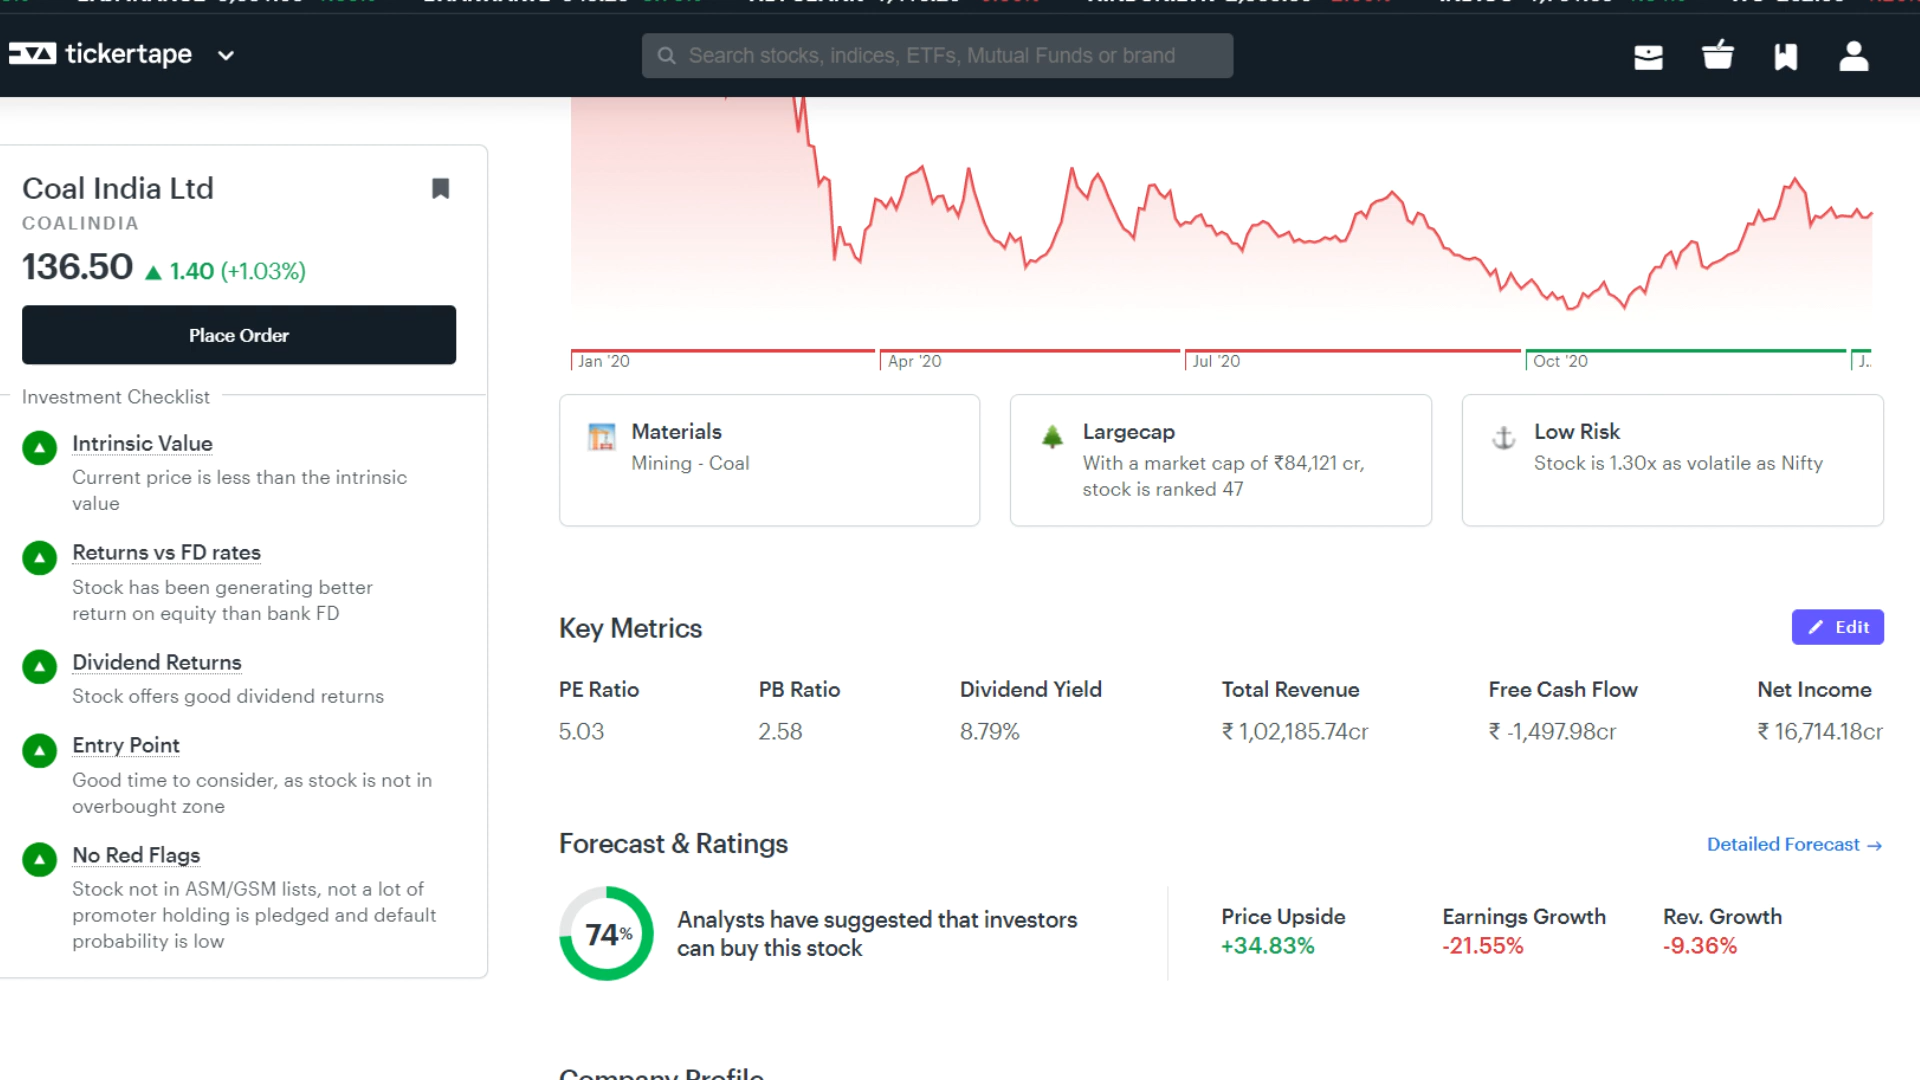 tickertape
Search stocks, indices, ETFs, Mutual Funds or brand
Coal India Ltd
COALINDIA
136.50 ▲ 1.40 (+1.03%)
Place Order
Investment Checklist
Intrinsic Value
Current price is less than the intrinsic
value
Returns vs FD rates
Stock has been generating better
return on equity than bank FD
Dividend Returns
Stock offers good dividend returns
Entry Point
Good time to consider, as stock is not in
overbought zone
No Red Flags
Stock not in ASM/GSM lists, not a lot of
promoter holding is pledged and default
probability is low
Jan '20 Apr '20 Jul '20 Oct '20 J..
Materials
Mining - Coal
Largecap
With a market cap of ₹84,121 cr,
stock is ranked 47
Low Risk
Stock is 1.30x as volatile as Nifty
Key Metrics
Edit
PE Ratio PB Ratio Dividend Yield Total Revenue Free Cash Flow Net Income
5.03 2.58 8.79% ₹ 1,02,185.74cr ₹ -1,497.98cr ₹ 16,714.18cr
Forecast & Ratings
Detailed Forecast →
74%
Analysts have suggested that investors
can buy this stock
Price Upside Earnings Growth Rev. Growth
+34.83% -21.55% -9.36%
Company Profile